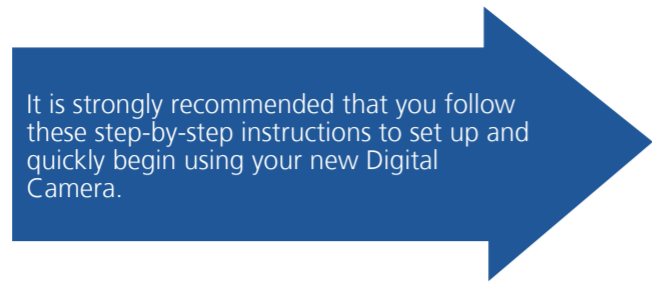 It is strongly recommended that you follow
these step-by-step instructions to set up and
quickly begin using your new Digital
Camera.